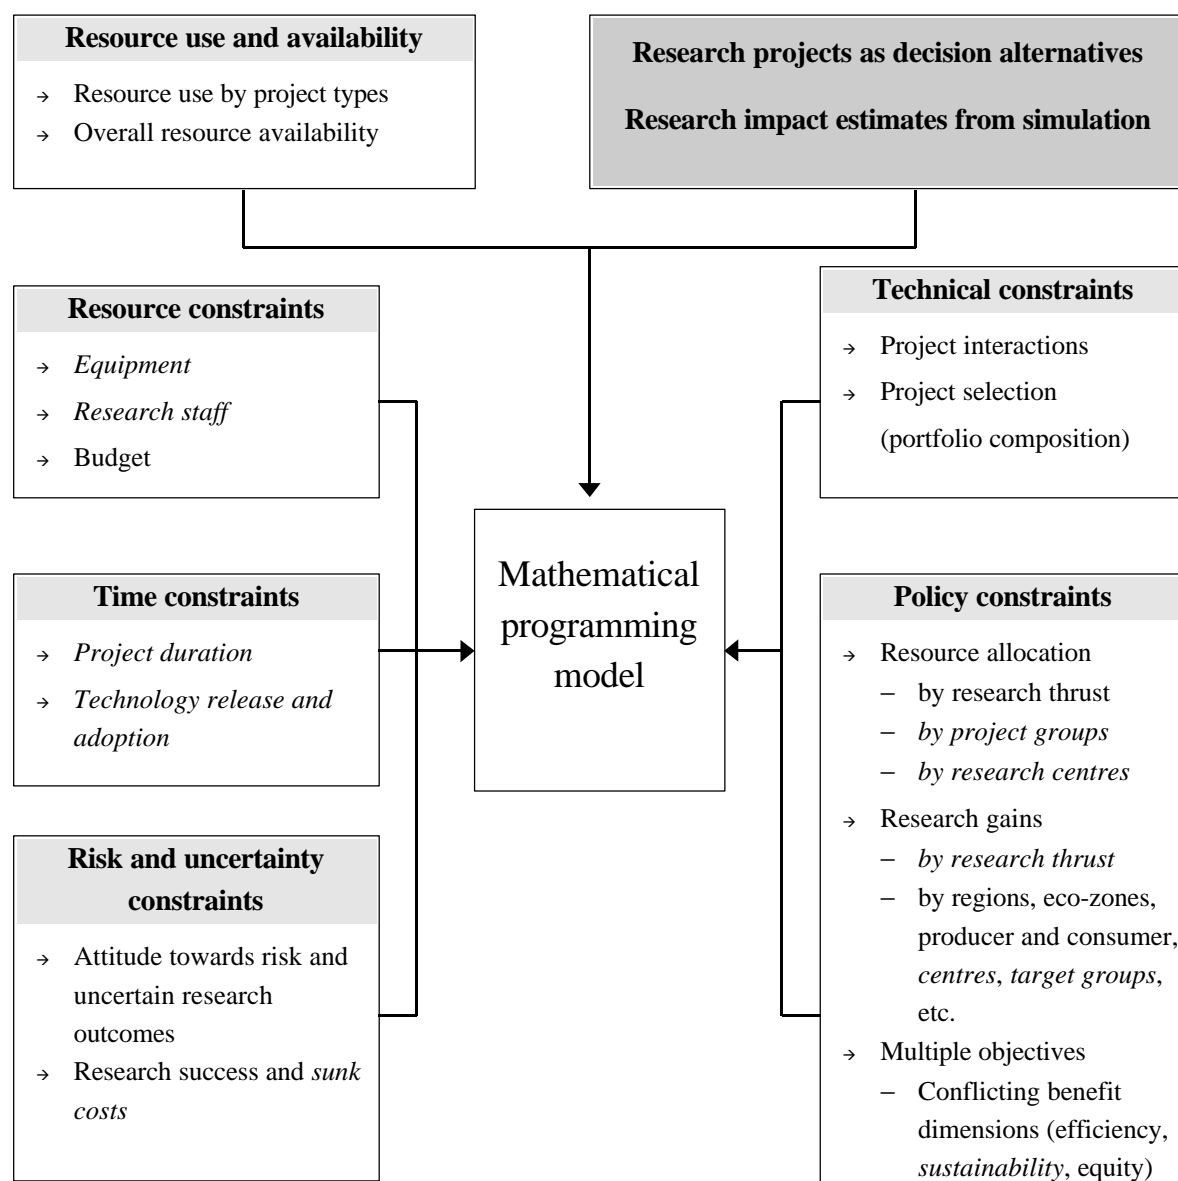 Resource use and availability
→ Resource use by project types
→ Overall resource availability
Research projects as decision alternatives
Research impact estimates from simulation
Resource constraints
→ Equipment
→ Research staff
→ Budget
Technical constraints
→ Project interactions
→ Project selection
(portfolio composition)
Mathematical
programming
model
Time constraints
→ Project duration
→ Technology release and
adoption
Risk and uncertainty
constraints
→ Attitude towards risk and
uncertain research
outcomes
→ Research success and sunk
costs
Policy constraints
→ Resource allocation
– by research thrust
– by project groups
– by research centres
→ Research gains
– by research thrust
– by regions, eco-zones,
producer and consumer,
centres, target groups,
etc.
→ Multiple objectives
– Conflicting benefit
dimensions (efficiency,
sustainability, equity)